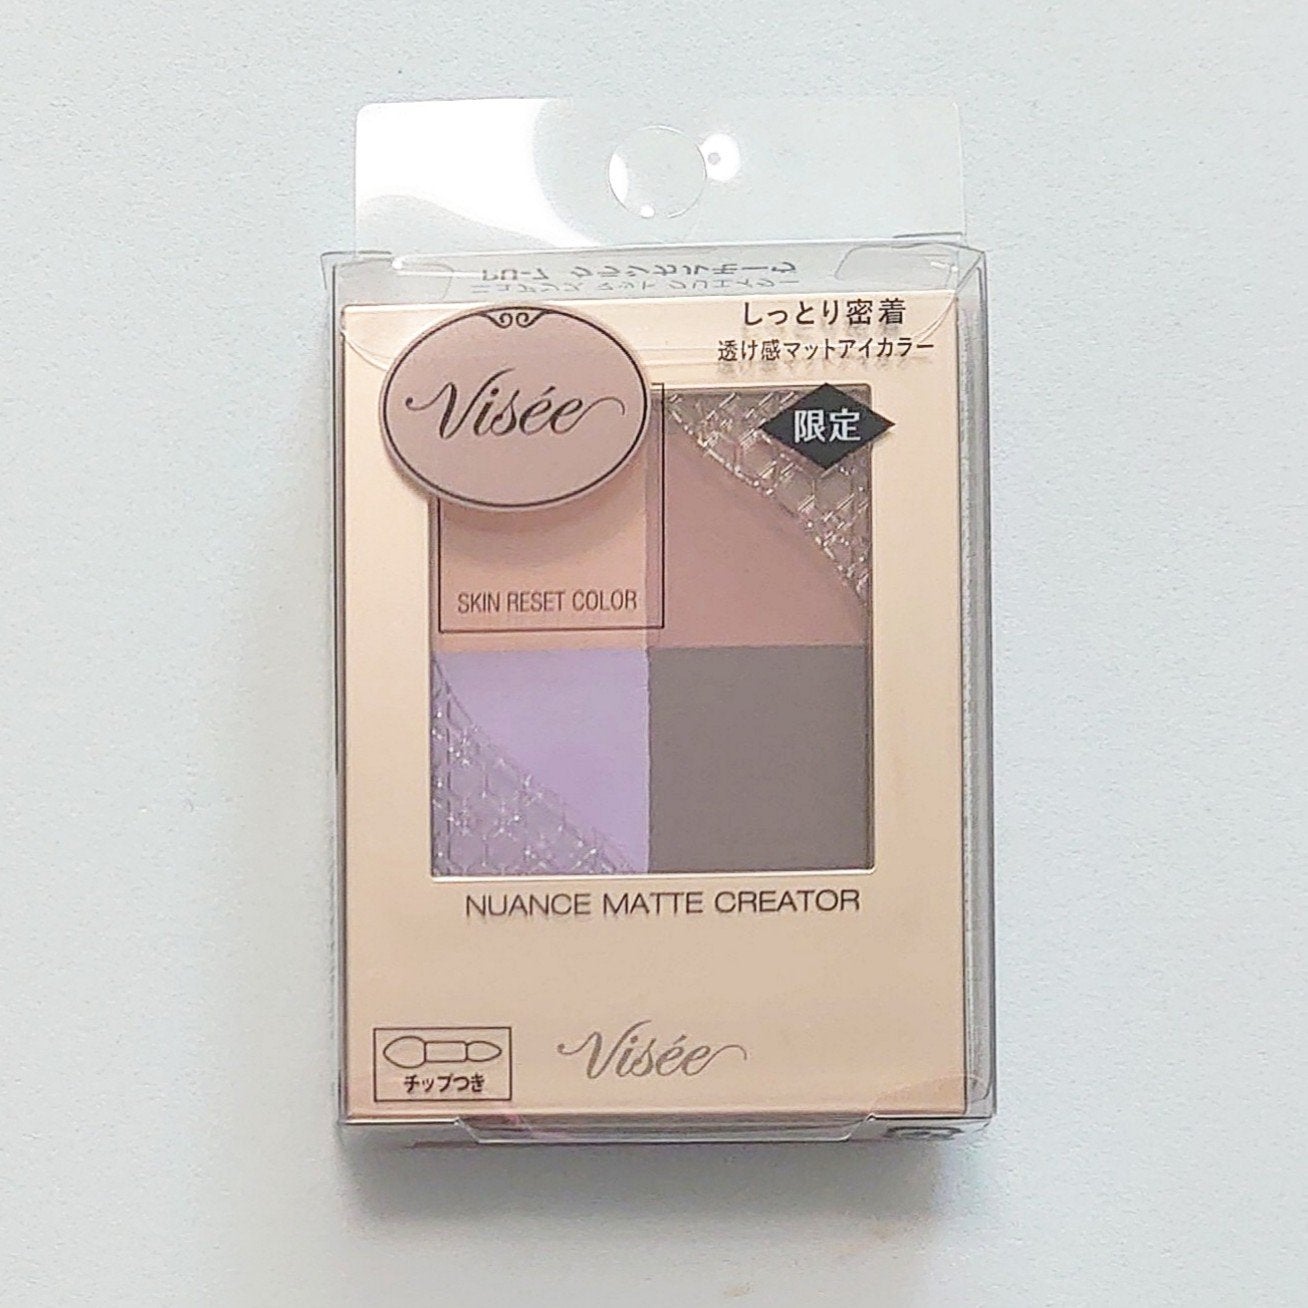 しっとり密着
透け感マットアイカラー
Visée
限定
SKIN RESET COLOR
NUANCE MATTE CREATOR
Visée
チップつき